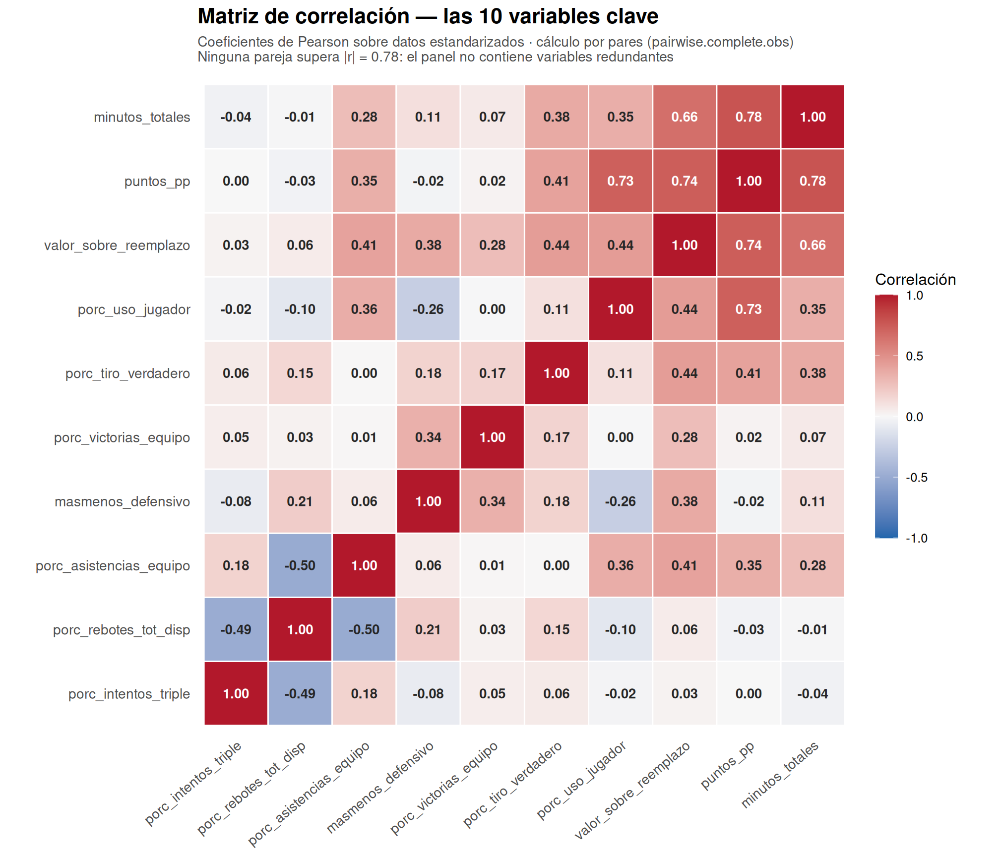 Matriz de correlación — las 10 variables clave
Coeficientes de Pearson sobre datos estandarizados · cálculo por pares (pairwise.complete.obs)
Ninguna pareja supera |r| = 0.78: el panel no contiene variables redundantes
minutos_totales -0.04 -0.01 0.28 0.11 0.07 0.38 0.35 0.66 0.78 1.00
puntos_pp 0.00 -0.03 0.35 -0.02 0.02 0.41 0.73 0.74 1.00 0.78
valor_sobre_reemplazo 0.03 0.06 0.41 0.38 0.28 0.44 0.44 1.00 0.74 0.66
porc_uso_jugador -0.02 -0.10 0.36 -0.26 0.00 0.11 1.00 0.44 0.73 0.35
porc_tiro_verdadero 0.06 0.15 0.00 0.18 0.17 1.00 0.11 0.44 0.41 0.38
porc_victorias_equipo 0.05 0.03 0.01 0.34 1.00 0.17 0.00 0.28 0.02 0.07
masmenos_defensivo -0.08 0.21 0.06 1.00 0.34 0.18 -0.26 0.38 -0.02 0.11
porc_asistencias_equipo 0.18 -0.50 1.00 0.06 0.01 0.00 0.36 0.41 0.35 0.28
porc_rebotes_tot_disp -0.49 1.00 -0.50 0.21 0.03 0.15 -0.10 0.06 -0.03 -0.01
porc_intentos_triple 1.00 -0.49 0.18 -0.08 0.05 0.06 -0.02 0.03 0.00 -0.04
porc_intentos_triple
porc_rebotes_tot_disp
porc_asistencias_equipo
masmenos_defensivo
porc_victorias_equipo
porc_tiro_verdadero
porc_uso_jugador
valor_sobre_reemplazo
puntos_pp
minutos_totales
Correlación
1.0
0.5
0.0
-0.5
-1.0